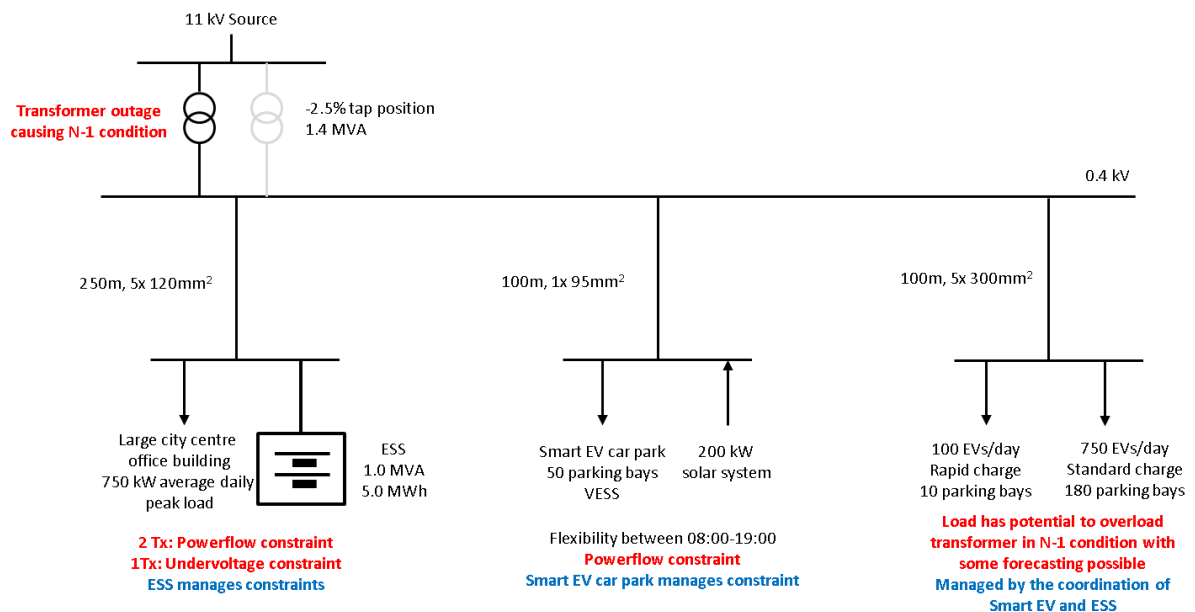 11 kV Source
Transformer outage
causing N-1 condition
-2.5% tap position
1.4 MVA
0.4 kV
250m, 5x 120mm²
100m, 1x 95mm²
100m, 5x 300mm²
Large city centre
office building
750 kW average daily
peak load
ESS
1.0 MVA
5.0 MWh
2 Tx: Powerflow constraint
1Tx: Undervoltage constraint
ESS manages constraints
Smart EV car park
50 parking bays
VESS
200 kW
solar system
Flexibility between 08:00-19:00
Powerflow constraint
Smart EV car park manages constraint
100 EVs/day
Rapid charge
10 parking bays
750 EVs/day
Standard charge
180 parking bays
Load has potential to overload
transformer in N-1 condition with
some forecasting possible
Managed by the coordination of
Smart EV and ESS